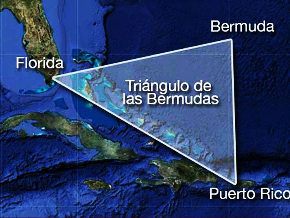 Bermuda
Florida
Triángulo de
las Bermudas
Puerto Rico